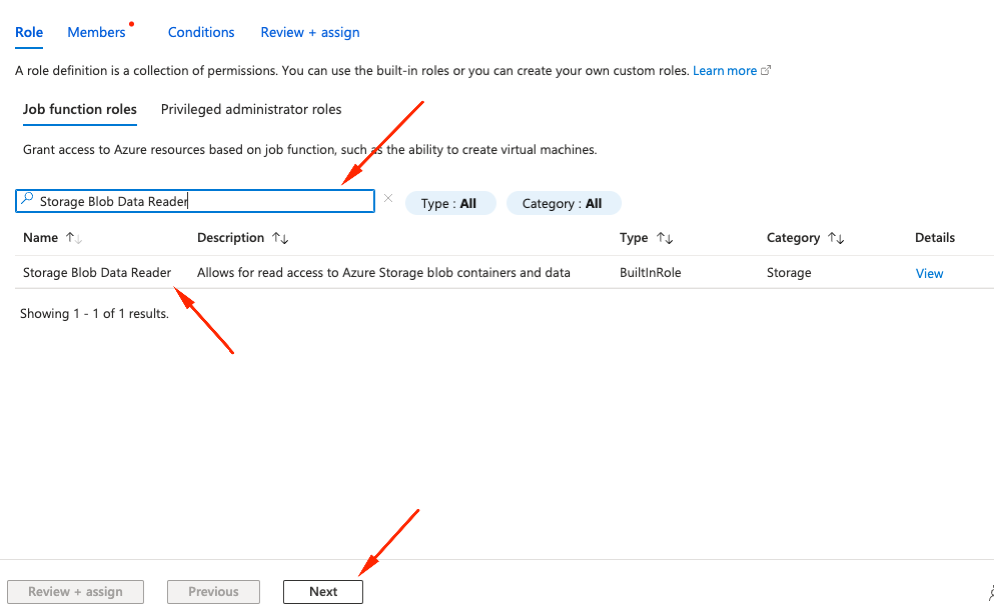 Role Members Conditions Review + assign
A role definition is a collection of permissions. You can use the built-in roles or you can create your own custom roles. Learn more
Job function roles Privileged administrator roles
Grant access to Azure resources based on job function, such as the ability to create virtual machines.
Storage Blob Data Reader Type : All Category : All
Name Description Type Category Details
Storage Blob Data Reader Allows for read access to Azure Storage blob containers and data BuiltInRole Storage View
Showing 1 - 1 of 1 results.
Review + assign Previous Next